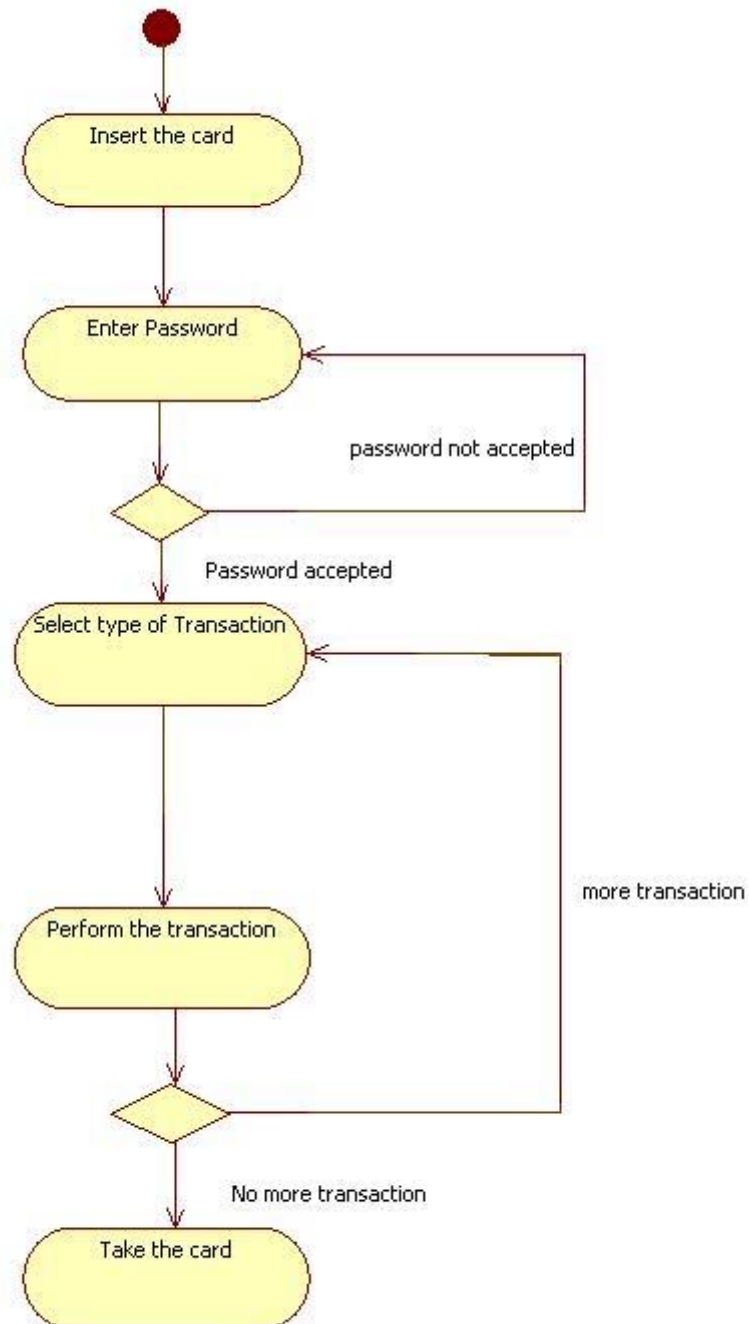 Insert the card
Enter Password
password not accepted
Password accepted
Select type of Transaction
more transaction
Perform the transaction
No more transaction
Take the card